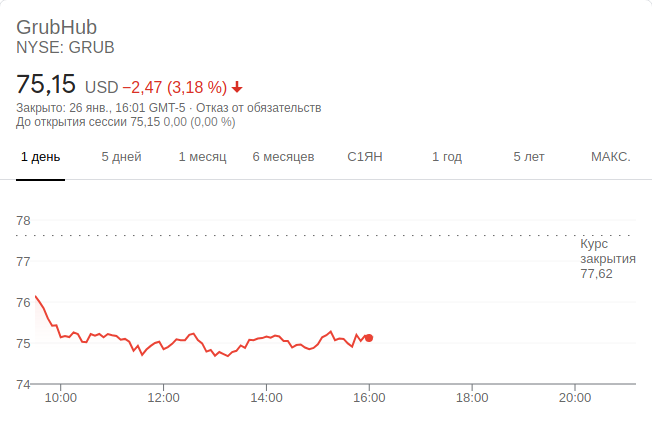 GrubHub
NYSE: GRUB
75,15 USD −2,47 (3,18 %)
Закрыто: 26 янв., 16:01 GMT-5 · Отказ от обязательств
До открытия сессии 75,15 0,00 (0,00 %)
1 день 5 дней 1 месяц 6 месяцев С1ЯН 1 год 5 лет МАКС.
78
Курс
закрытия
77,62
77
76
75
74
10:00 12:00 14:00 16:00 18:00 20:00